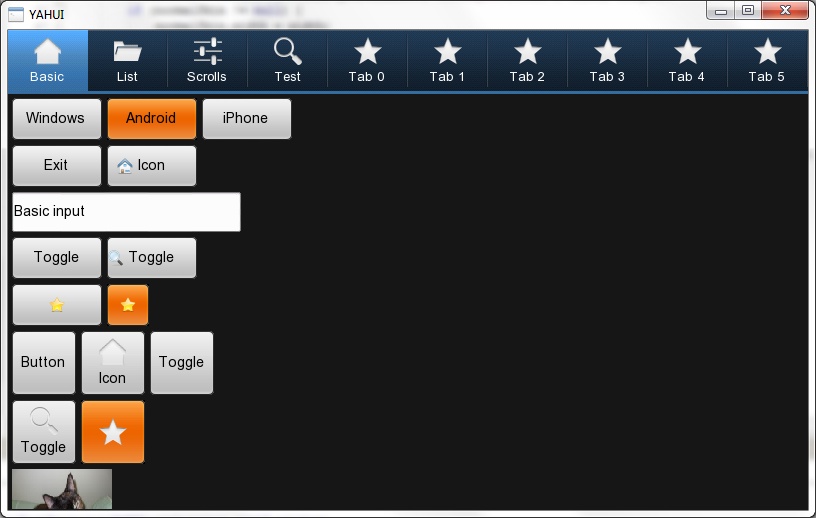 YAHUI
Basic List Scrolls Test Tab 0 Tab 1 Tab 2 Tab 3 Tab 4 Tab 5
Windows Android iPhone
Exit Icon
Basic input
Toggle Toggle
Button Icon Toggle
Toggle